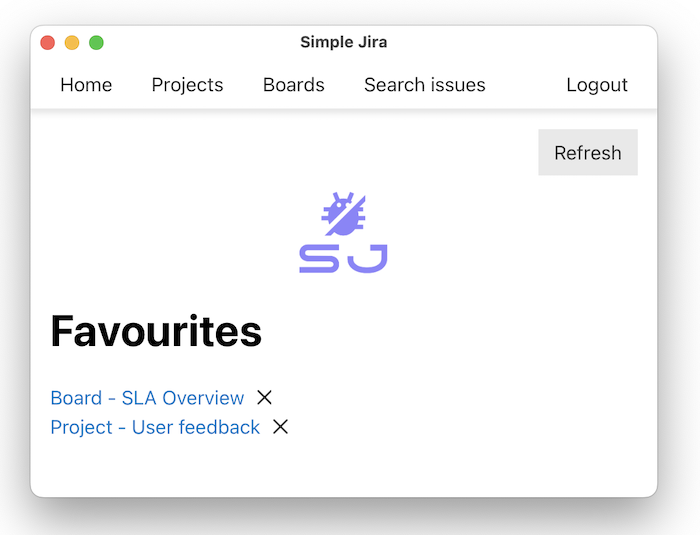 Simple Jira
Home Projects Boards Search issues Logout
Refresh
SJ
Favourites
Board - SLA Overview
Project - User feedback